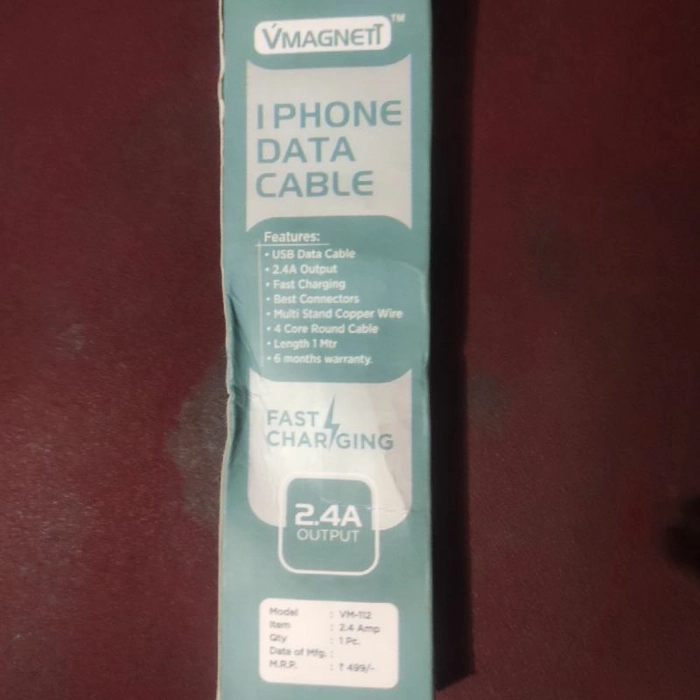 VMAGNETT™
I PHONE
DATA
CABLE
Features:
• USB Data Cable
• 2.4A Output
• Fast Charging
• Best Connectors
• Multi Stand Copper Wire
• 4 Core Round Cable
• Length 1 Mtr
• 6 months warranty.
FAST
CHARGING
2.4A
OUTPUT
Model : VM-112
Item : 2.4 Amp
Qty : 1 Pc.
Date of Mfg. :
M.R.P. : ₹ 499/-